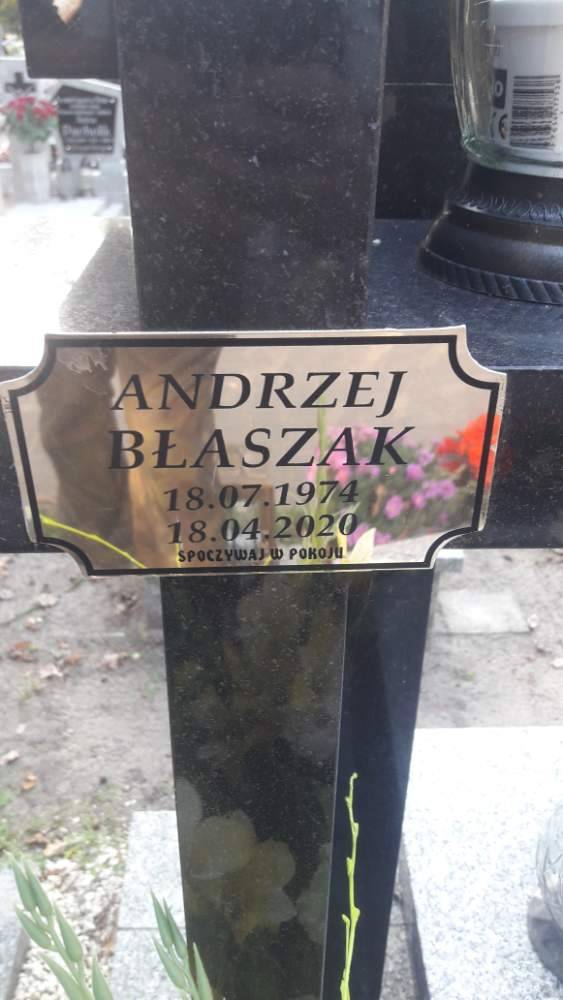 ANDRZEJ
BŁASZAK
18.07.1974
18.04.2020
SPOCZYWAJ W POKOJU